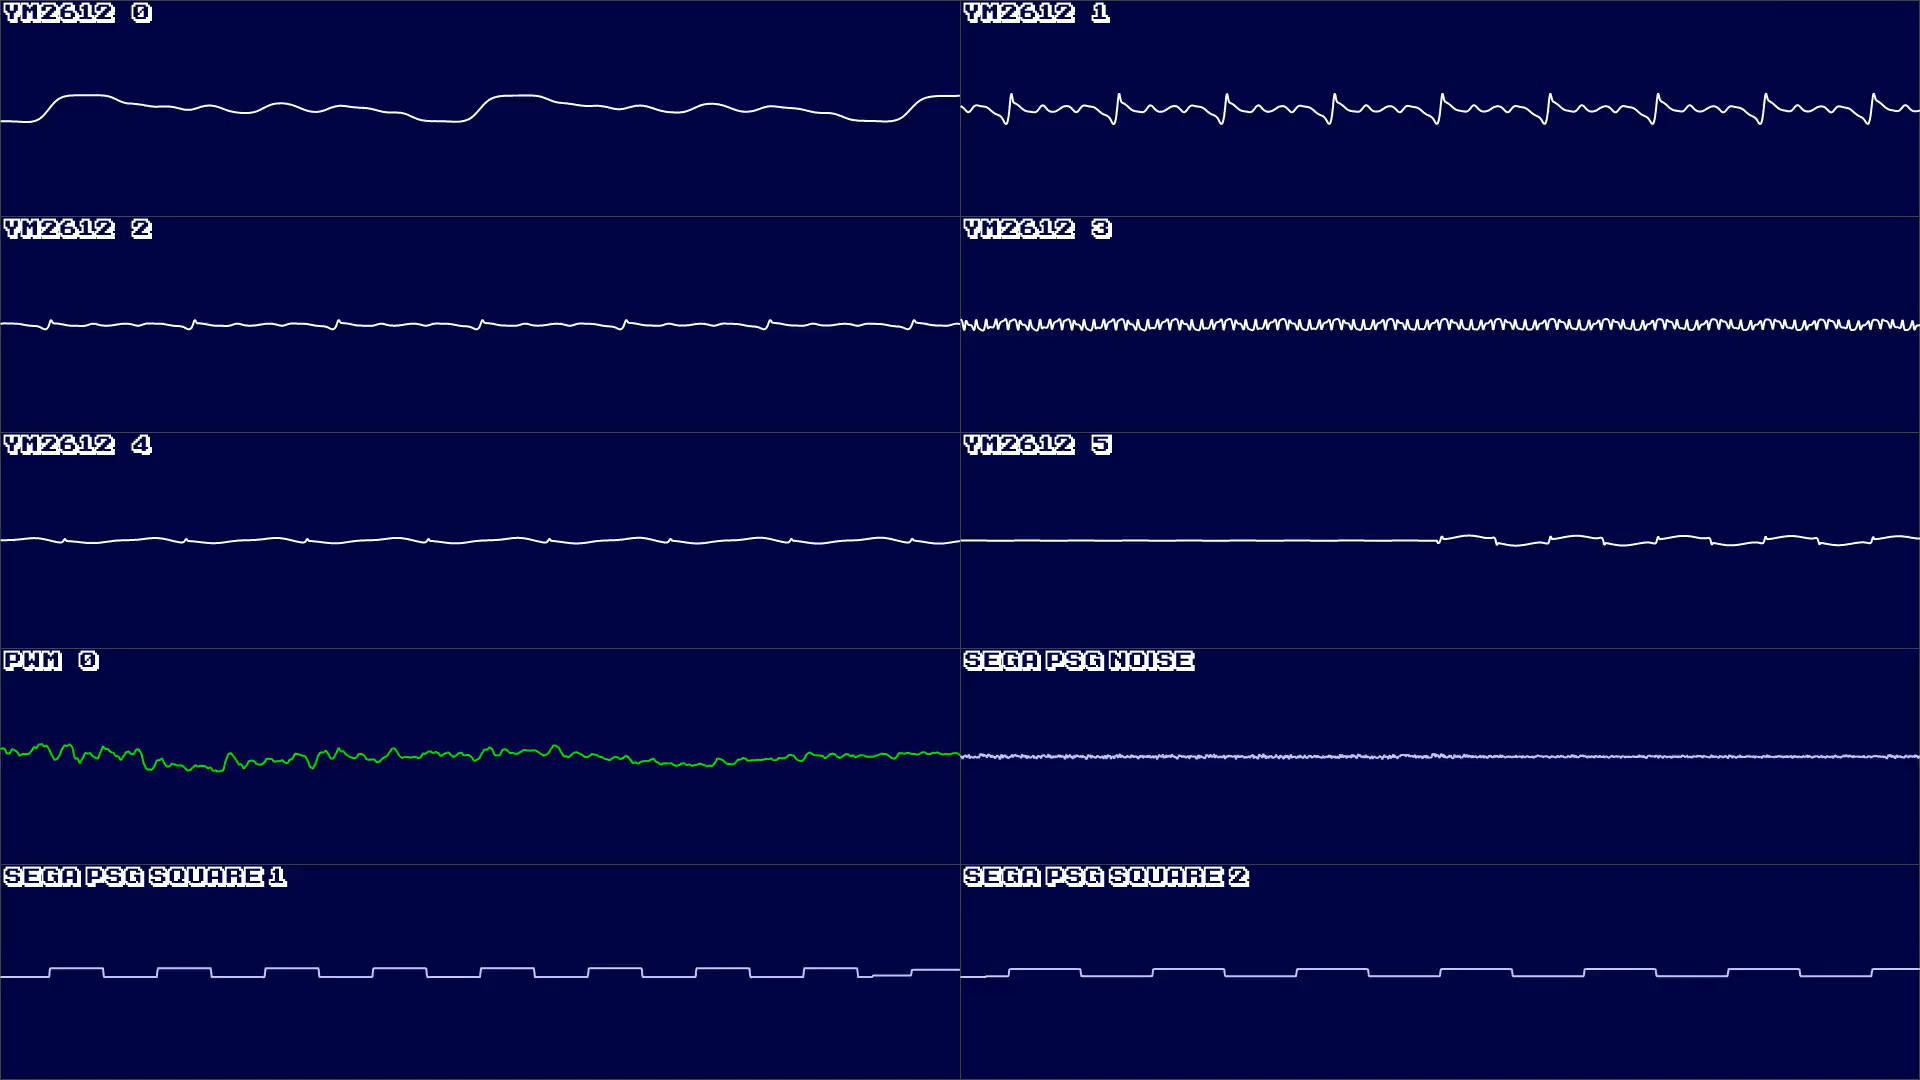 YM2612 0
YM2612 1
YM2612 2
YM2612 3
YM2612 4
YM2612 5
PWM 0
SEGA PSG NOISE
SEGA PSG SQUARE 1
SEGA PSG SQUARE 2